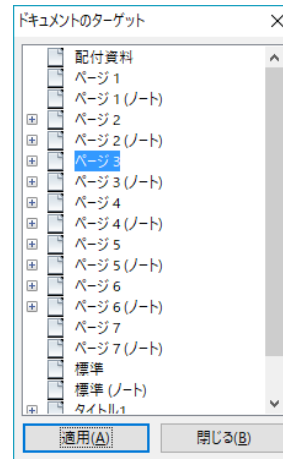 ドキュメントのターゲット
配付資料
ページ 1
ページ 1 (ノート)
ページ 2
ページ 2 (ノート)
ページ 3
ページ 3 (ノート)
ページ 4
ページ 4 (ノート)
ページ 5
ページ 5 (ノート)
ページ 6
ページ 6 (ノート)
ページ 7
ページ 7 (ノート)
標準
標準 (ノート)
タイトル1
適用(A) 閉じる(B)